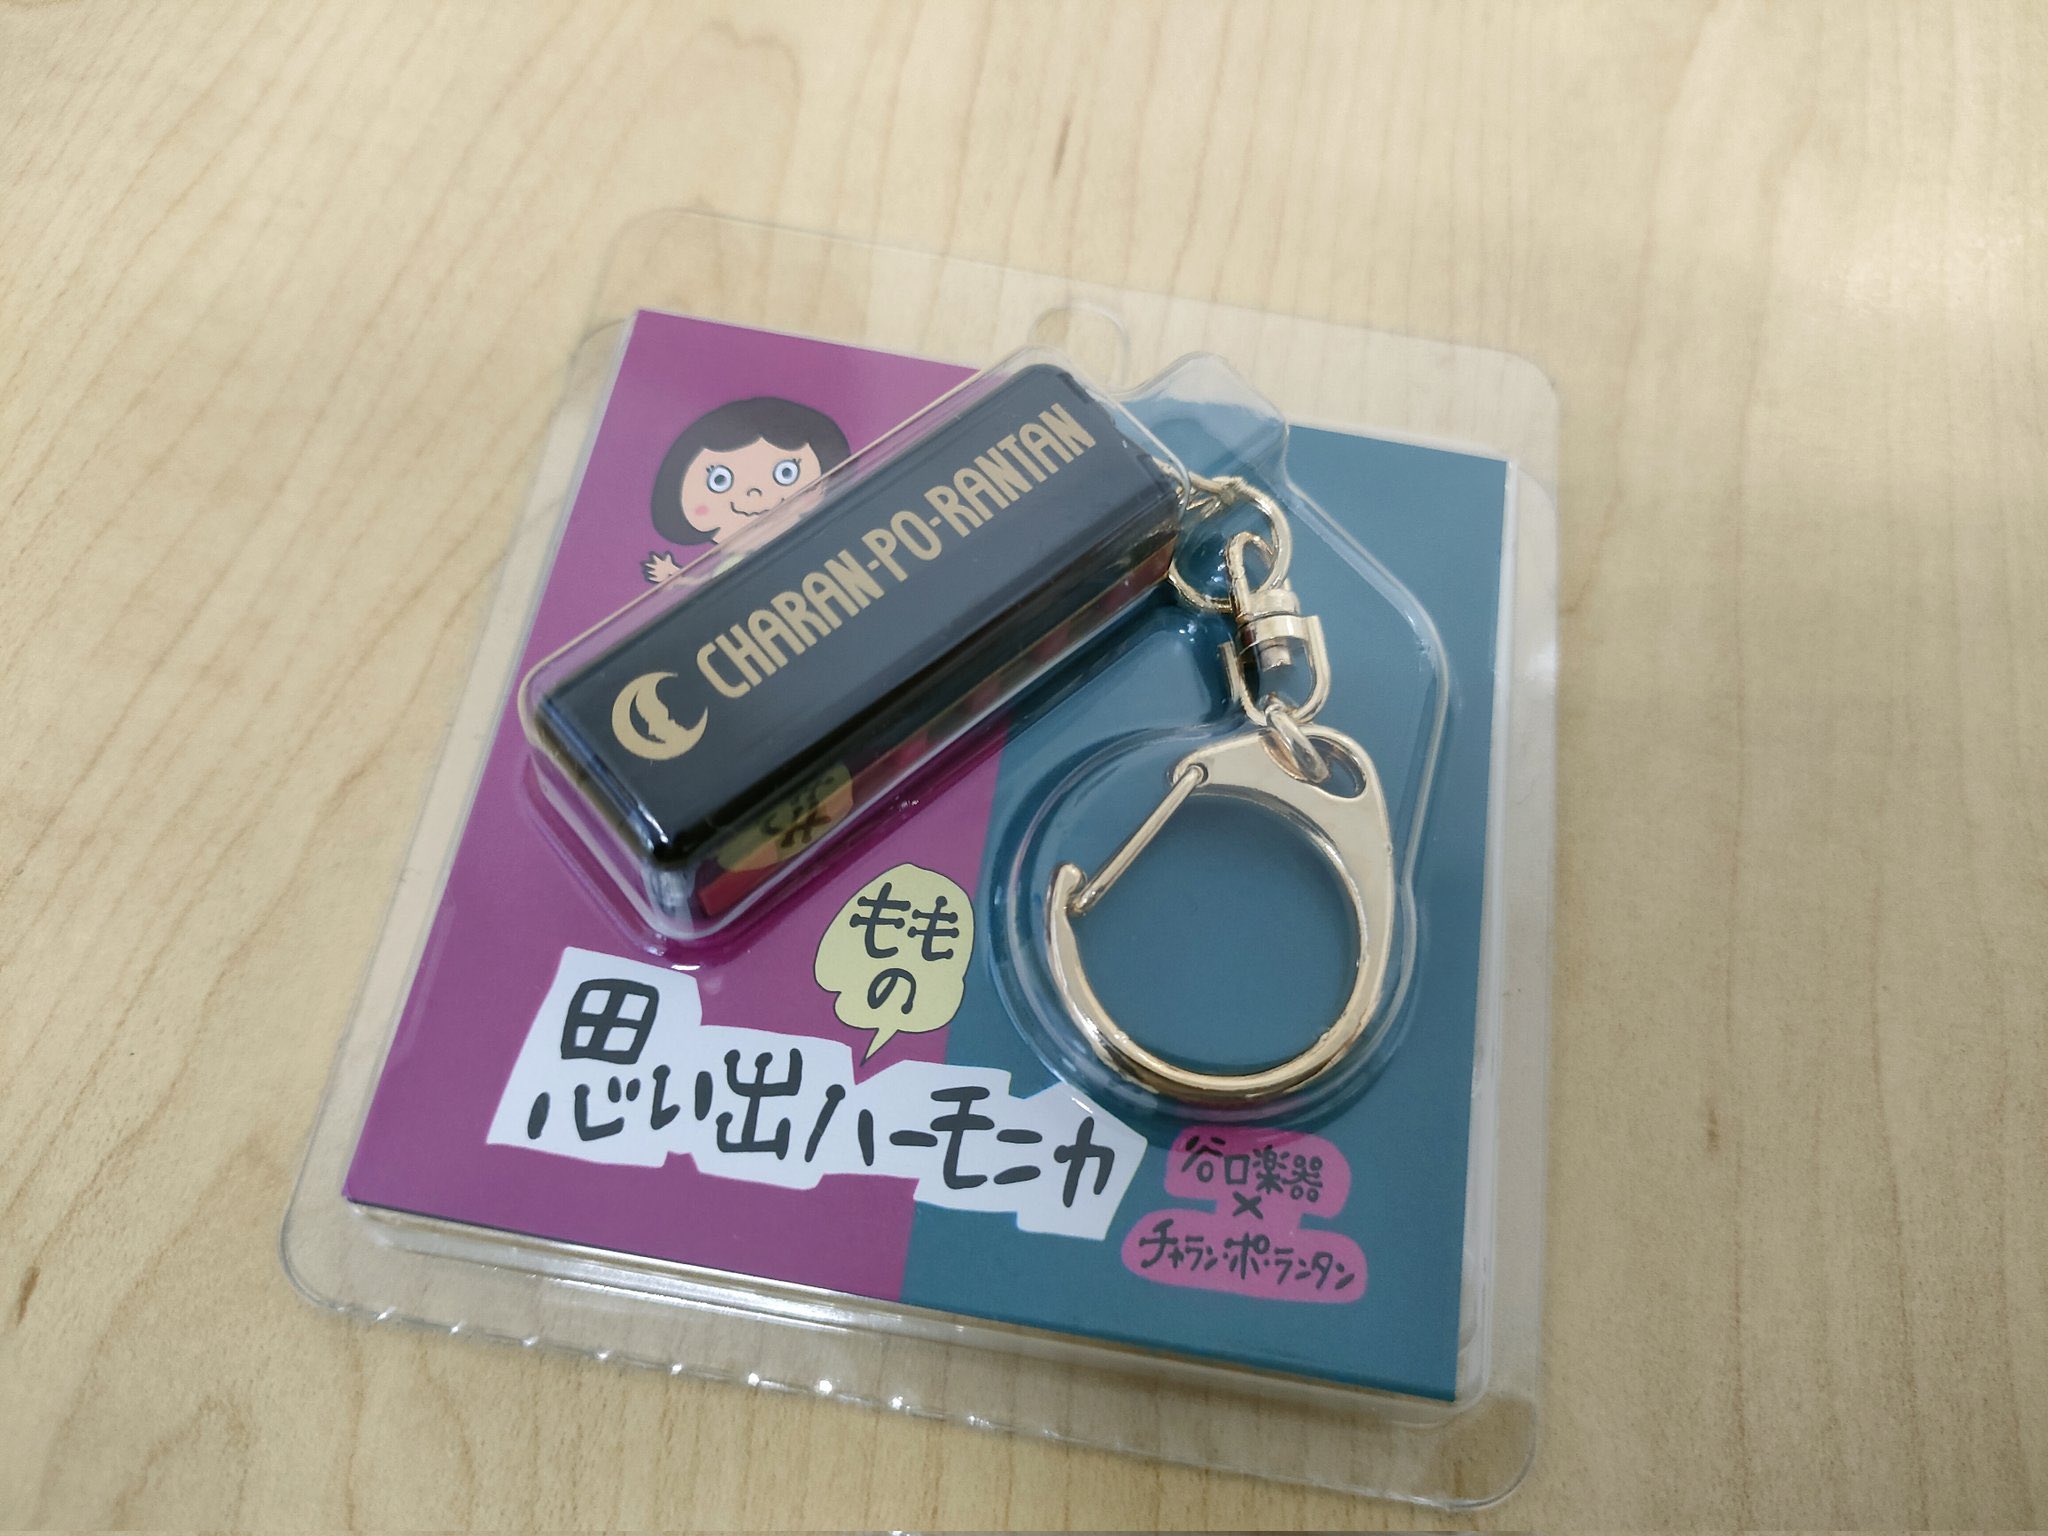 CHARAN-PO-RANTAN
ももの
思い出ハーモニカ
谷口楽器
×
チャラン・ポ・ランタン